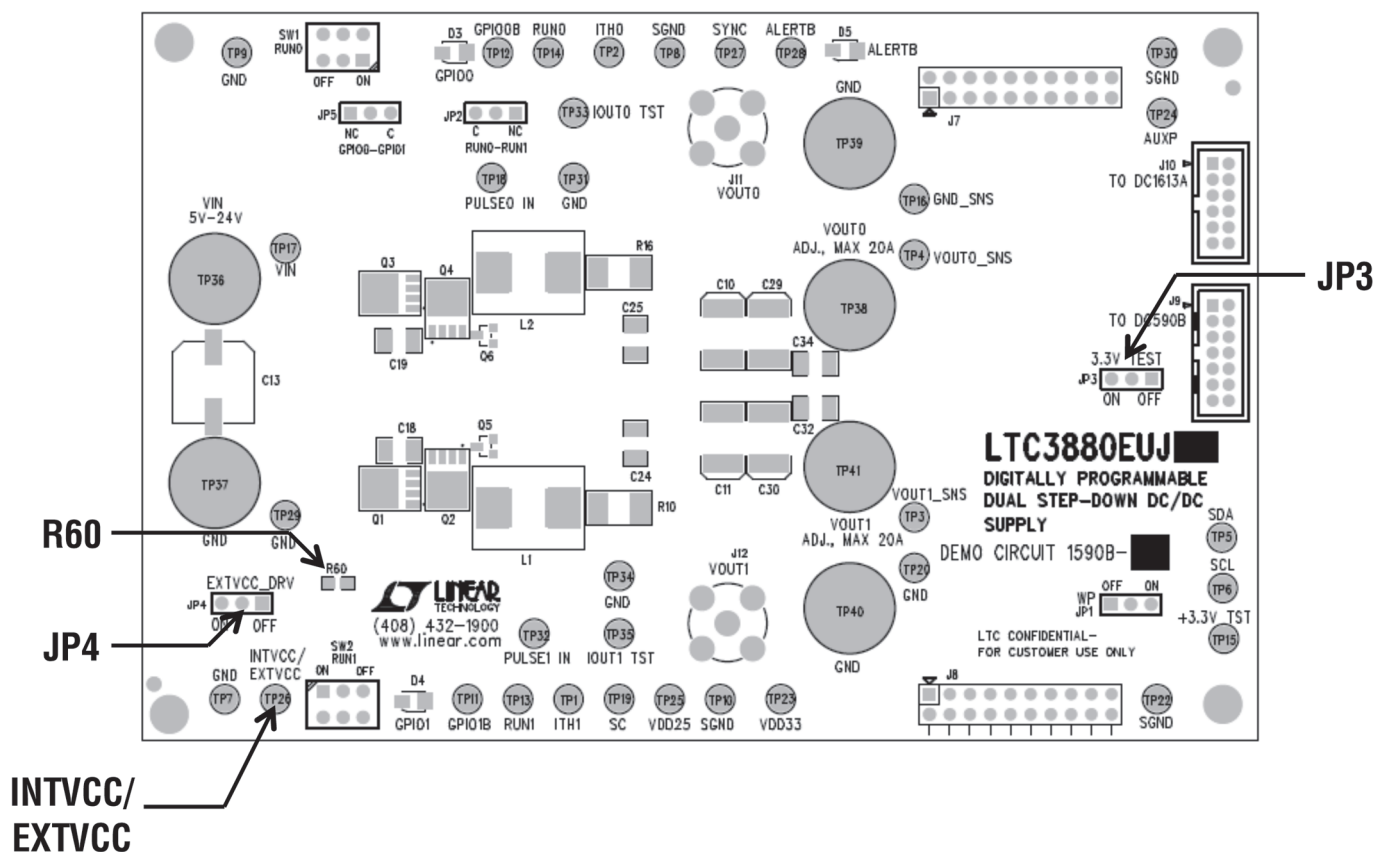 SW1
RUN0
OFF ON
TP9
GND
D3
GPIO0
GPIO0B
TP12
RUN0
TP14
ITH0
TP2
SGND
TP8
SYNC
TP27
ALERTB
TP28
D5
ALERTB
TP30
SGND
JP5
NC C
GPIO0-GPIO1
JP2
C NC
RUN0-RUN1
TP33
IOUT0 TST
GND
TP39
J7
TP24
AUXP
J11
VOUT0
J10
TO DC1613A
TP18
PULSE0 IN
TP31
GND
TP16
GND_SNS
VIN
5V-24V
TP36
TP17
VIN
VOUT0
ADJ., MAX 20A
TP38
TP4
VOUT0_SNS
Q3
Q4
L2
R16
C19
Q6
C25
C10
C29
C34
JP3
J9
TO DC590B
3.3V TEST
JP3
ON OFF
C13
C18
Q5
Q1
Q2
L1
R10
C24
C32
C11
C30
TP41
VOUT1
ADJ., MAX 20A
VOUT1_SNS
TP3
LTC3880EUJ
DIGITALLY PROGRAMMABLE
DUAL STEP-DOWN DC/DC
SUPPLY
DEMO CIRCUIT 1590B-
TP37
GND
TP29
GND
R60
R60
EXTVCC_DRV
JP4
ON OFF
JP4
LINEAR
TECHNOLOGY
(408) 432-1900
www.linear.com
TP34
GND
TP32
PULSE1 IN
TP35
IOUT1 TST
J12
VOUT1
TP20
GND
TP40
GND
SDA
TP5
SCL
TP6
+3.3V TST
TP15
OFF ON
WP
JP1
LTC CONFIDENTIAL-
FOR CUSTOMER USE ONLY
GND
TP7
INTVCC/
EXTVCC
TP26
SW2
RUN1
ON OFF
D4
GPIO1
TP11
GPIO1B
TP13
RUN1
TP1
ITH1
TP19
SC
TP25
VDD25
TP10
SGND
TP23
VDD33
J8
TP22
SGND
INTVCC/
EXTVCC